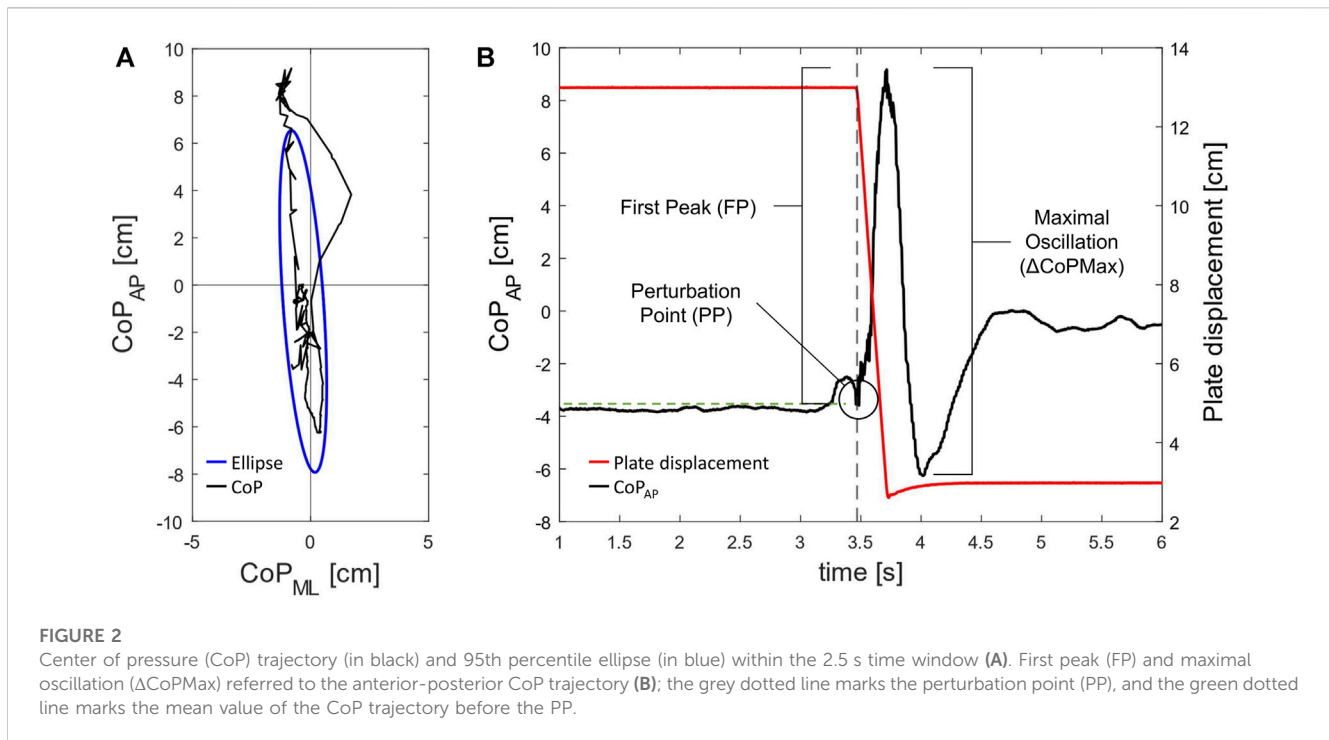 A
10
8
6
4
2
0
-2
-4
-6
-8
-10
-5
0
5
CoP_AP [cm]
CoP_ML [cm]
Ellipse
CoP
B
10
8
6
4
2
0
-2
-4
-6
-8
CoP_AP [cm]
14
12
10
8
6
4
2
Plate displacement [cm]
1
1.5
2
2.5
3
3.5
4
4.5
5
5.5
6
time [s]
First Peak (FP)
Perturbation
Point (PP)
Maximal
Oscillation
(ΔCoPMax)
Plate displacement
CoP_AP
FIGURE 2
Center of pressure (CoP) trajectory (in black) and 95th percentile ellipse (in blue) within the 2.5 s time window (A). First peak (FP) and maximal
oscillation (ΔCoPMax) referred to the anterior-posterior CoP trajectory (B); the grey dotted line marks the perturbation point (PP), and the green dotted
line marks the mean value of the CoP trajectory before the PP.